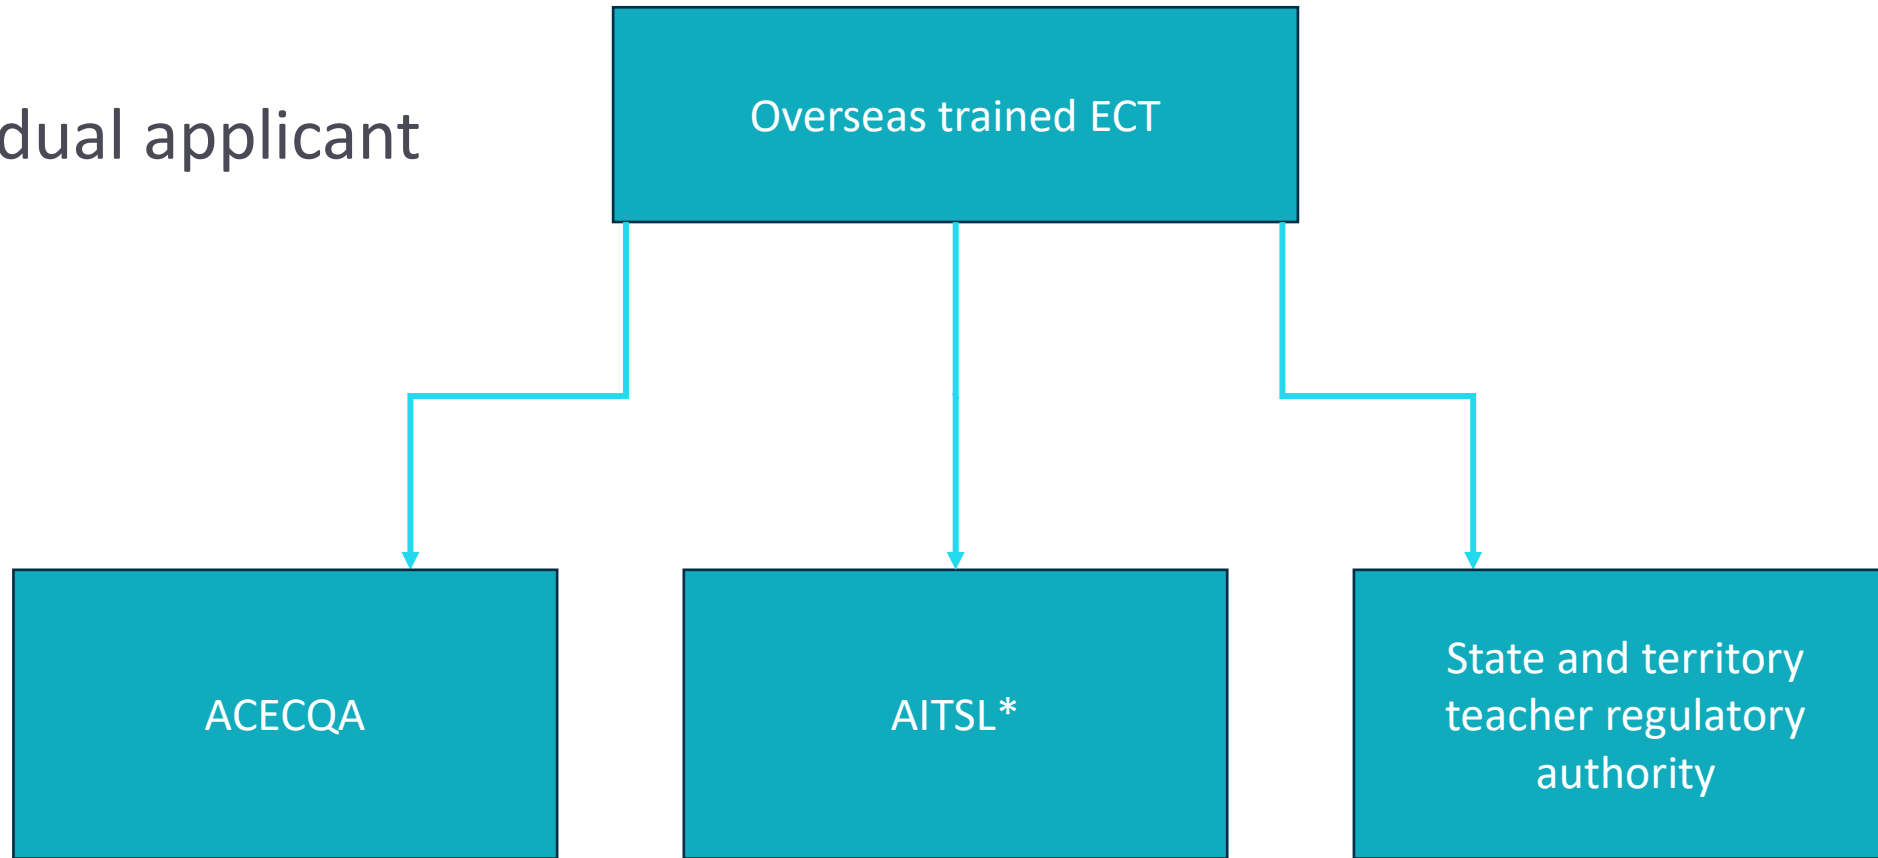 Overseas trained ECT
dual applicant
ACECQA
AITSL*
State and territory
teacher regulatory
authority